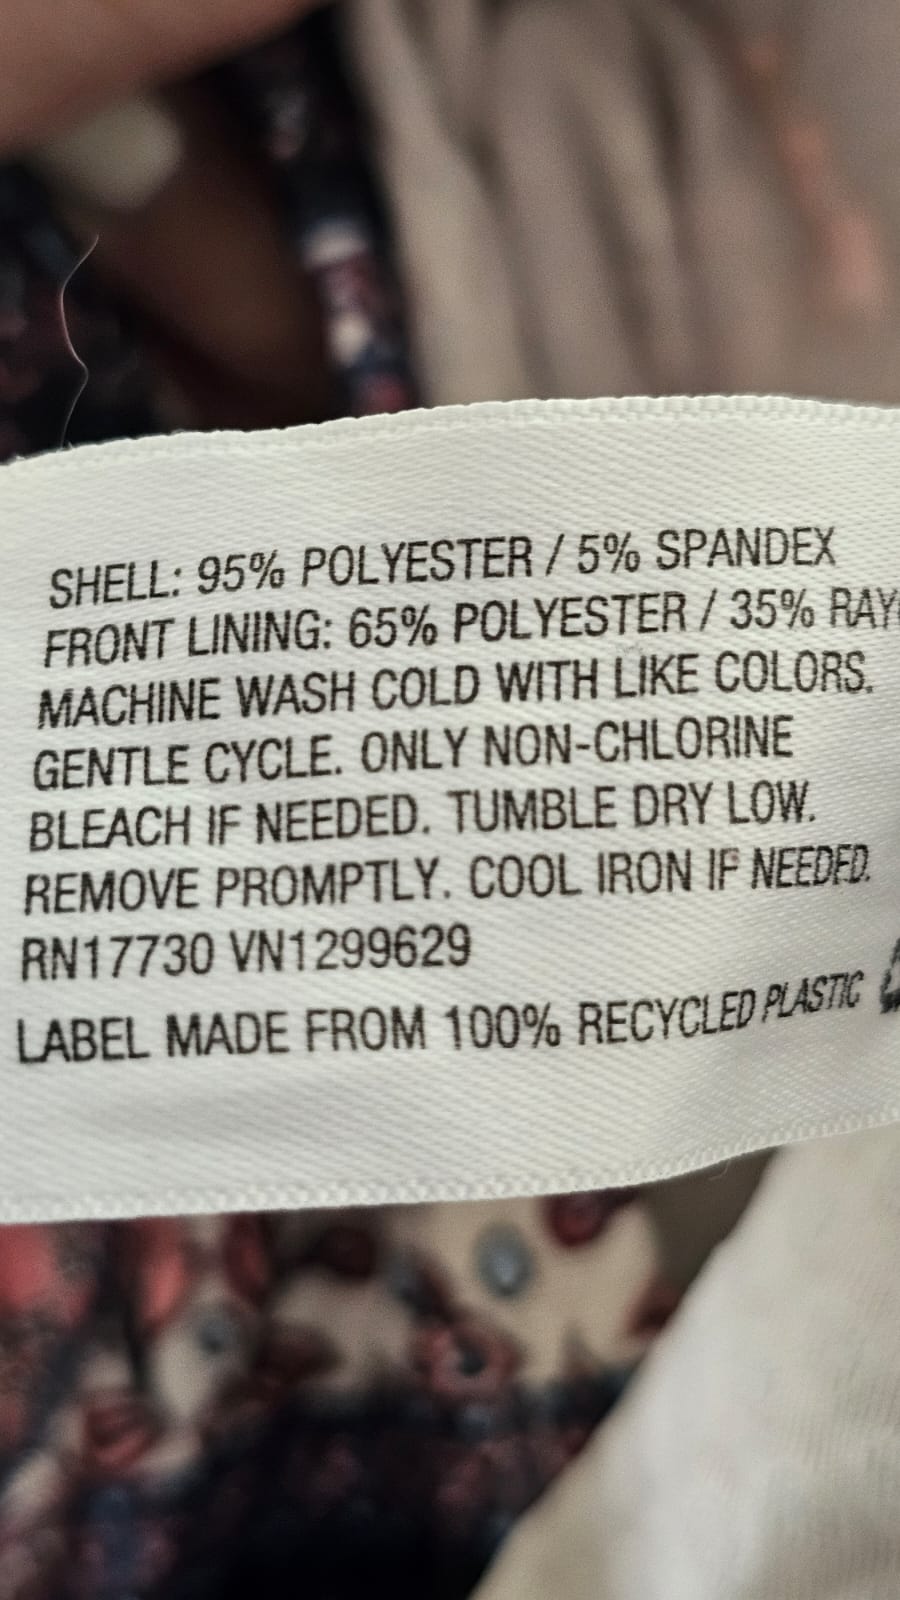 SHELL: 95% POLYESTER / 5% SPANDEX
FRONT LINING: 65% POLYESTER / 35% RAY
MACHINE WASH COLD WITH LIKE COLORS.
GENTLE CYCLE. ONLY NON-CHLORINE
BLEACH IF NEEDED. TUMBLE DRY LOW.
REMOVE PROMPTLY. COOL IRON IF NEEDED.
RN17730 VN1299629
LABEL MADE FROM 100% RECYCLED PLASTIC